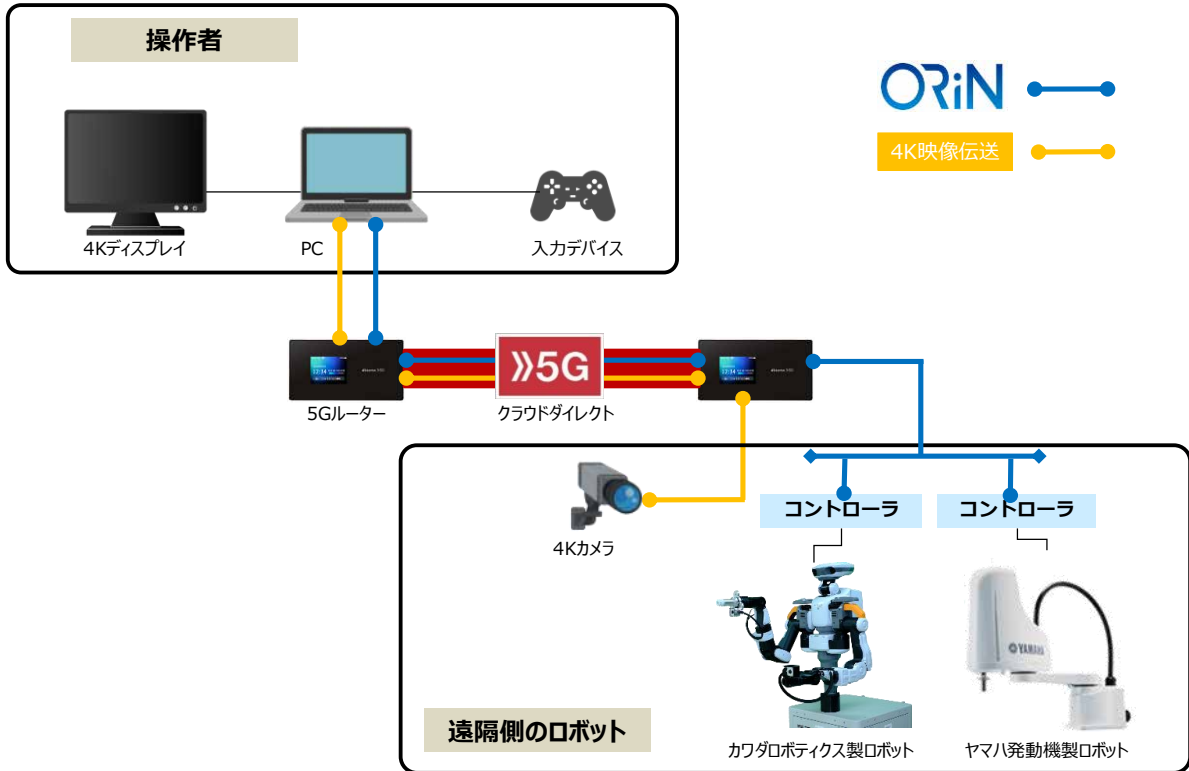 操作者
ORiN
4K映像伝送
4Kディスプレイ
PC
入力デバイス
5G
5Gルーター
クラウドダイレクト
4Kカメラ
コントローラ
コントローラ
YAMAHA
遠隔側のロボット
カワダロボティクス製ロボット
ヤマハ発動機製ロボット